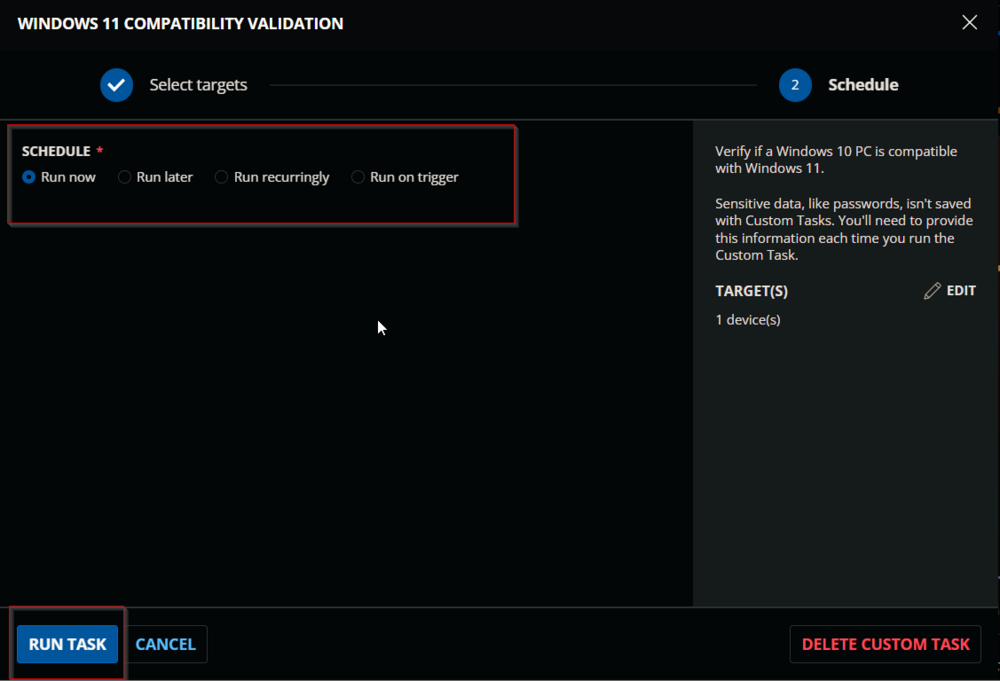 WINDOWS 11 COMPATIBILITY VALIDATION
Select targets
2 Schedule
SCHEDULE *
Run now Run later Run recurringly Run on trigger
Verify if a Windows 10 PC is compatible
with Windows 11.
Sensitive data, like passwords, isn't saved
with Custom Tasks. You'll need to provide
this information each time you run the
Custom Task.
TARGET(S) EDIT
1 device(s)
RUN TASK CANCEL DELETE CUSTOM TASK